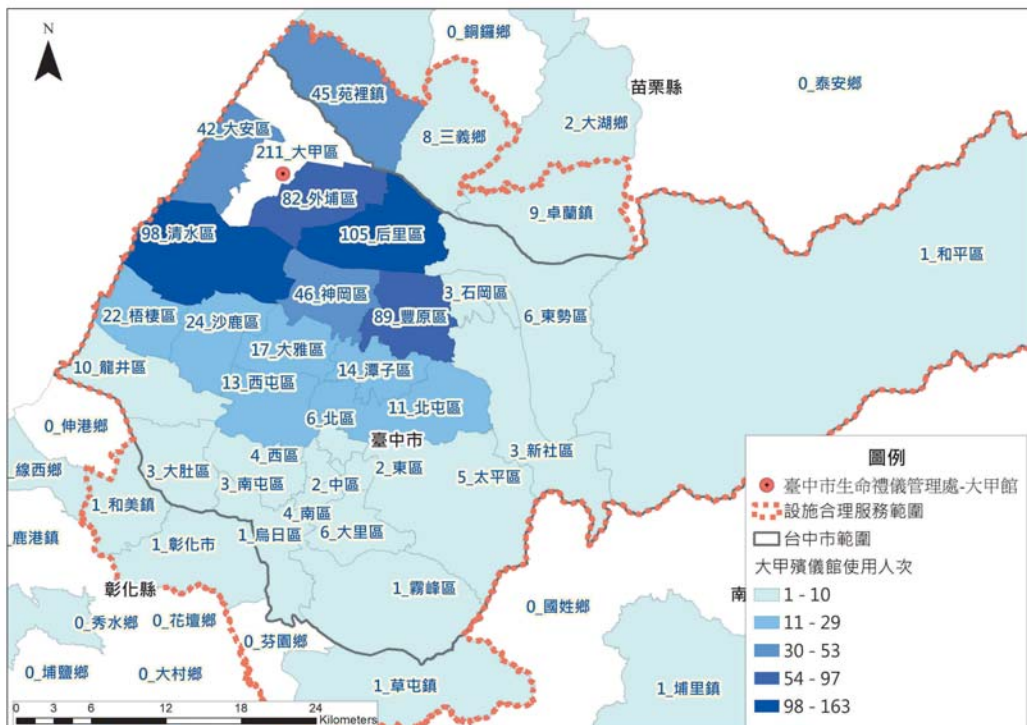 N
0_銅鑼鄉
苗栗縣
0_泰安鄉
45_苑裡鎮
42_大安區
8_三義鄉
2_大湖鄉
211_大甲區
82_外埔區
9_卓蘭鎮
98_清水區
105_后里區
1_和平區
46_神岡區
3_石岡區
22_梧棲區
24_沙鹿區
89_豐原區
6_東勢區
17_大雅區
10_龍井區
13_西屯區
14_潭子區
0_伸港鄉
6_北區
11_北屯區
臺中市
線西鄉
3_大肚區
4_西區
2_東區
3_新社區
3_南屯區
2_中區
5_太平區
1_和美鎮
4_南區
鹿港鎮
1_彰化市
1_烏日區
6_大里區
彰化縣
1_霧峰區
0_國姓鄉
南
0_秀水鄉
0_花壇鄉
0_芬園鄉
0_埔鹽鄉
0_大村鄉
1_草屯鎮
1_埔里鎮
0 3 6 12 18 24
Kilometers
圖例
臺中市生命禮儀管理處-大甲館
設施合理服務範圍
台中市範圍
大甲殯儀館使用人次
1 - 10
11 - 29
30 - 53
54 - 97
98 - 163